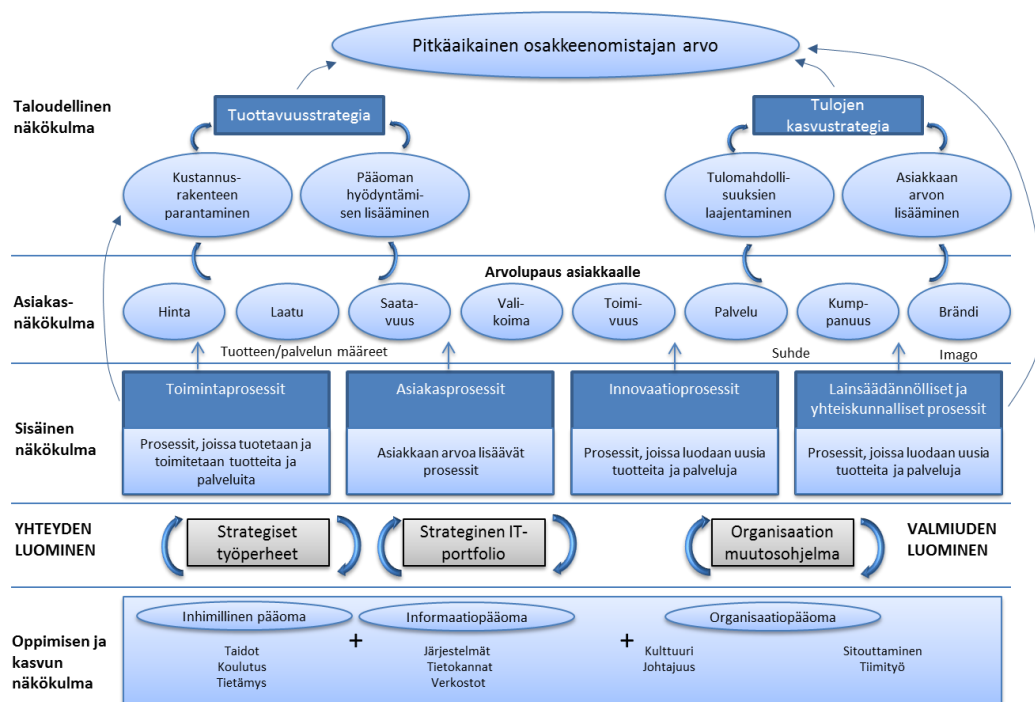 Pitkäaikainen osakkeenomistajan arvo
Taloudellinen
näkökulma
Tuottavuusstrategia
Tulojen
kasvustrategia
Kustannus-
rakenteen
parantaminen
Pääoman
hyödyntämi-
sen lisääminen
Tulomahdolli-
suuksien
laajentaminen
Asiakkaan
arvon
lisääminen
Arvolupaus asiakkaalle
Asiakas-
näkökulma
Hinta
Laatu
Saata-
vuus
Vali-
koima
Toimi-
vuus
Palvelu
Kump-
panuus
Brändi
Tuotteen/palvelun määreet
Suhde
Imago
Sisäinen
näkökulma
Toimintaprosessit
Prosessit, joissa tuotetaan ja
toimitetaan tuotteita ja
palveluita
Asiakasprosessit
Asiakkaan arvoa lisäävät
prosessit
Innovaatioprosessit
Prosessit, joissa luodaan uusia
tuotteita ja palveluja
Lainsäädännölliset ja
yhteiskunnalliset prosessit
Prosessit, joissa luodaan uusia
tuotteita ja palveluja
YHTEYDEN
LUOMINEN
Strategiset
työperheet
Strateginen IT-
portfolio
Organisaation
muutosohjelma
VALMIUDEN
LUOMINEN
Oppimisen ja
kasvun
näkökulma
Inhimillinen pääoma
Taidot
Koulutus
Tietämys
+
Informaatiopääoma
Järjestelmät
Tietokannat
Verkostot
+
Organisaatiopääoma
Kulttuuri
Johtajuus
Sitouttaminen
Tiimityö